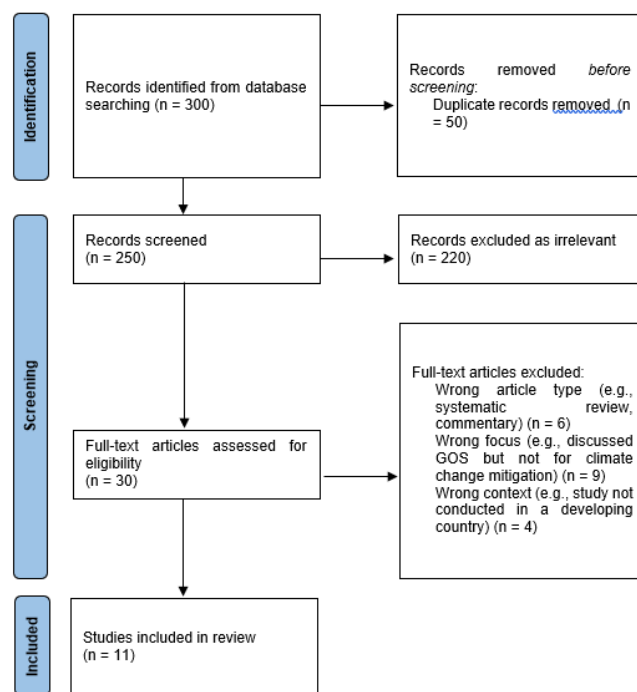 Identification
Records identified from database
searching (n = 300)
Records removed before
screening:
Duplicate records removed (n
= 50)
Screening
Records screened
(n = 250)
Records excluded as irrelevant
(n = 220)
Full-text articles assessed for
eligibility
(n = 30)
Full-text articles excluded:
Wrong article type (e.g.,
systematic review,
commentary) (n = 6)
Wrong focus (e.g., discussed
GOS but not for climate
change mitigation) (n = 9)
Wrong context (e.g., study not
conducted in a developing
country) (n = 4)
Included
Studies included in review
(n = 11)